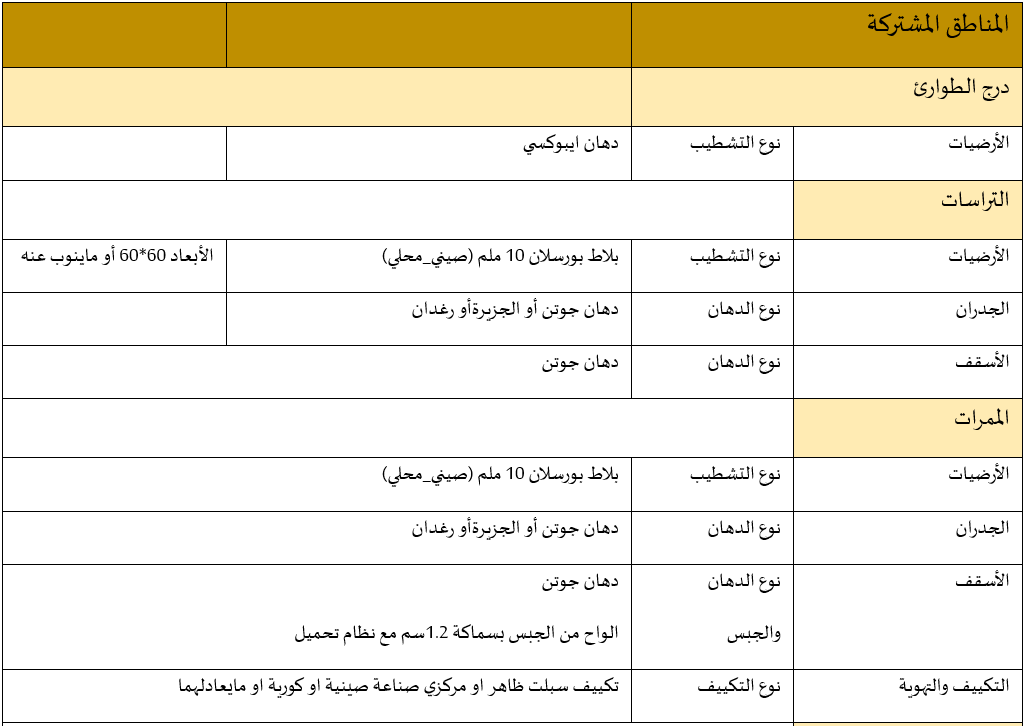 المناطق المشتركة
درج الطوارئ
الأرضيات نوع التشطيب دهان ايبوكسي
التراسات
الأرضيات نوع التشطيب بلاط بورسلان 10 ملم (صيني_محلي) الأبعاد 60*60 أو ماينوب عنه
الجدران نوع الدهان دهان جوتن أو الجزيرةأو رغدان
الأسقف نوع الدهان دهان جوتن
الممرات
الأرضيات نوع التشطيب بلاط بورسلان 10 ملم (صيني_محلي)
الجدران نوع الدهان دهان جوتن أو الجزيرةأو رغدان
الأسقف نوع الدهان دهان جوتن
والجبس الواح من الجبس بسماكة 1.2سم مع نظام تحميل
التكييف والتهوية نوع التكييف تكييف سبلت ظاهر او مركزي صناعة صينية او كورية او مايعادلهما